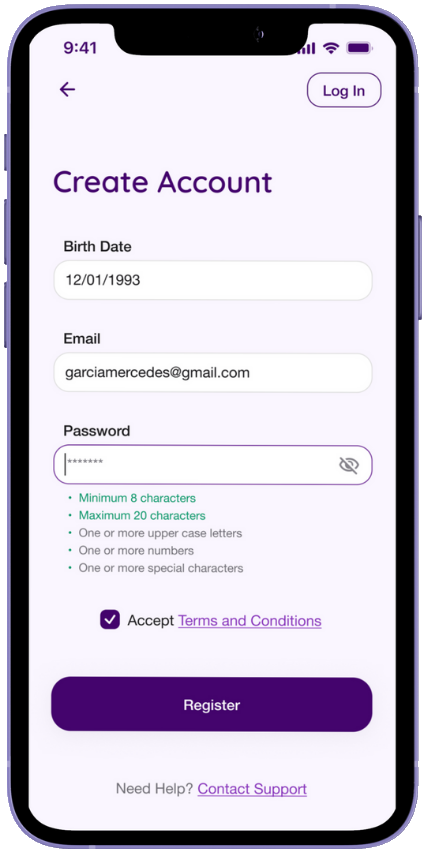 9:41
Log In
Create Account
Birth Date
12/01/1993
Email
garciamercedes@gmail.com
Password
*******
• Minimum 8 characters
• Maximum 20 characters
• One or more upper case letters
• One or more numbers
• One or more special characters
Accept Terms and Conditions
Register
Need Help? Contact Support